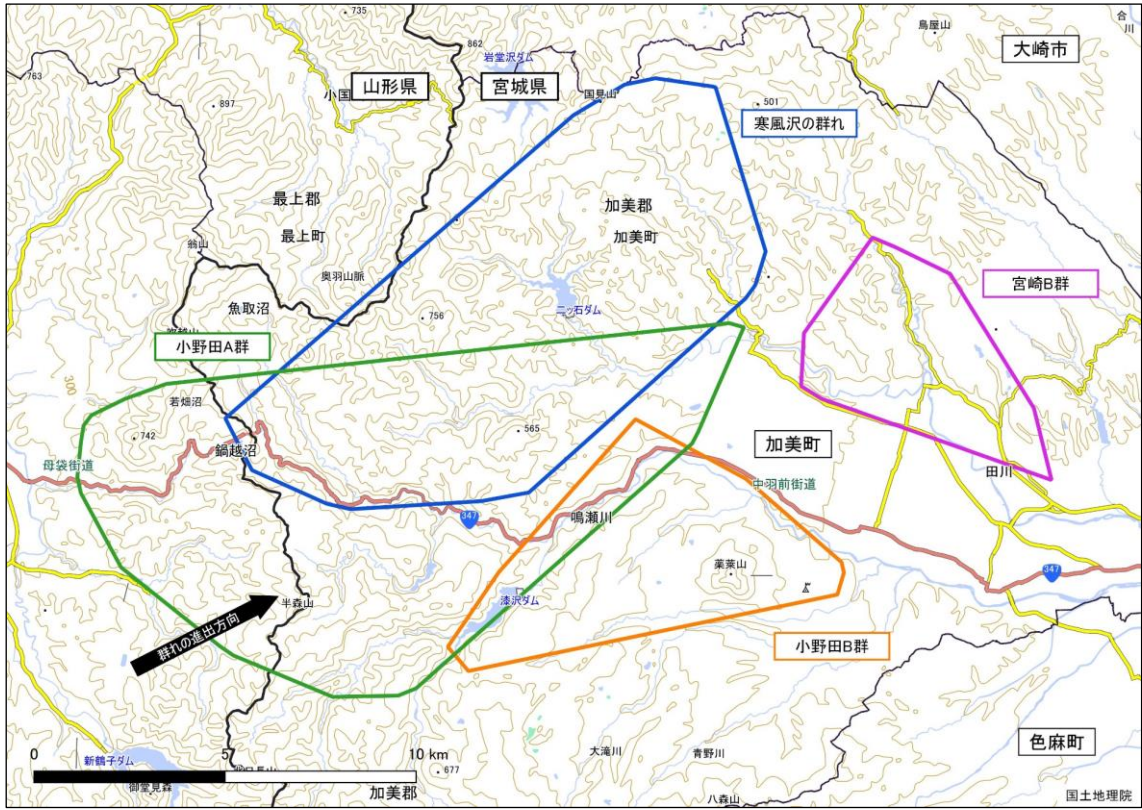 735
鳥屋山
合川
862
大崎市
岩堂沢ダム
763
山形県
宮城県
小国
国見山
897
501
寒風沢の群れ
最上郡
加美郡
最上町
加美町
翁山
奥羽山脈
宮崎B群
魚取沼
二ッ石ダム
756
小野田A群
300
若畑沼
742
565
鍋越沼
加美町
母袋街道
田川
中羽前街道
347
鳴瀬川
薬莱山
347
半森山
漆沢ダム
群れの進出方向
小野田B群
0
5
10 km
大滝川
青野川
色麻町
新鶴子ダム
677
御堂見森
加美郡
八森山
国土地理院